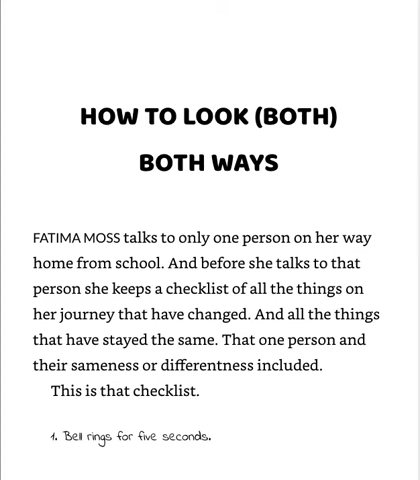 HOW TO LOOK (BOTH)
BOTH WAYS
FATIMA MOSS talks to only one person on her way
home from school. And before she talks to that
person she keeps a checklist of all the things on
her journey that have changed. And all the things
that have stayed the same. That one person and
their sameness or differentness included.
This is that checklist.
1. Bell rings for five seconds.